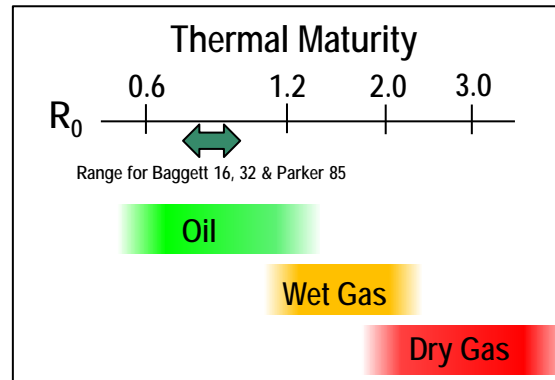 Thermal Maturity
0.6 1.2 2.0 3.0
R0
Range for Baggett 16, 32 & Parker 85
Oil
Wet Gas
Dry Gas